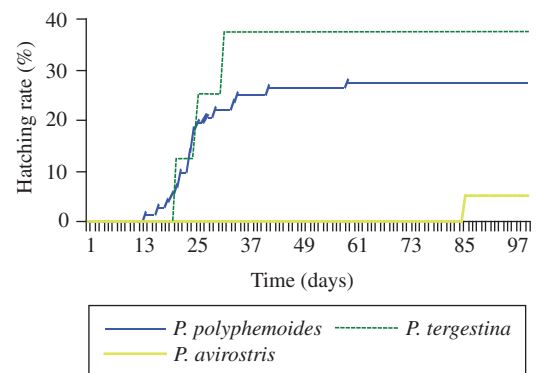 Hatching rate (%)
40
30
20
10
0
1 13 25 37 49 61 73 85 97
Time (days)
P. polyphemoides P. tergestina
P. avirostris